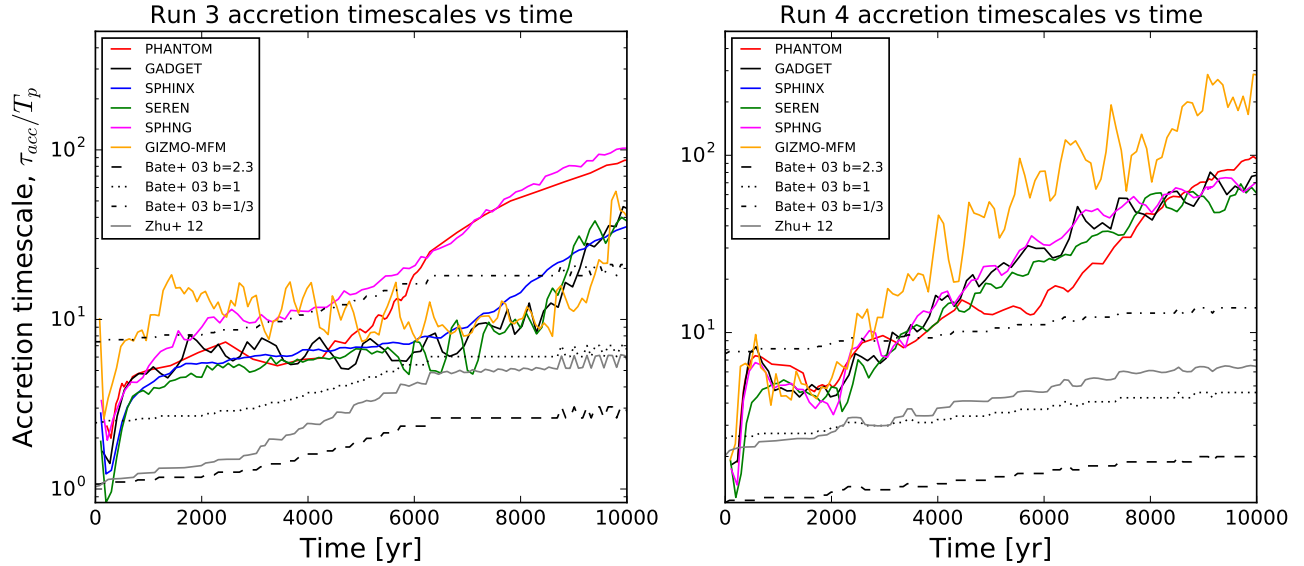 Run 3 accretion timescales vs time
Accretion timescale, τ_acc/T_p
10^2
10^1
10^0
PHANTOM
GADGET
SPHINX
SEREN
SPHNG
GIZMO-MFM
Bate+ 03 b=2.3
Bate+ 03 b=1
Bate+ 03 b=1/3
Zhu+ 12
0 2000 4000 6000 8000 10000
Time [yr]
Run 4 accretion timescales vs time
10^2
10^1
PHANTOM
GADGET
SPHINX
SEREN
SPHNG
GIZMO-MFM
Bate+ 03 b=2.3
Bate+ 03 b=1
Bate+ 03 b=1/3
Zhu+ 12
0 2000 4000 6000 8000 10000
Time [yr]